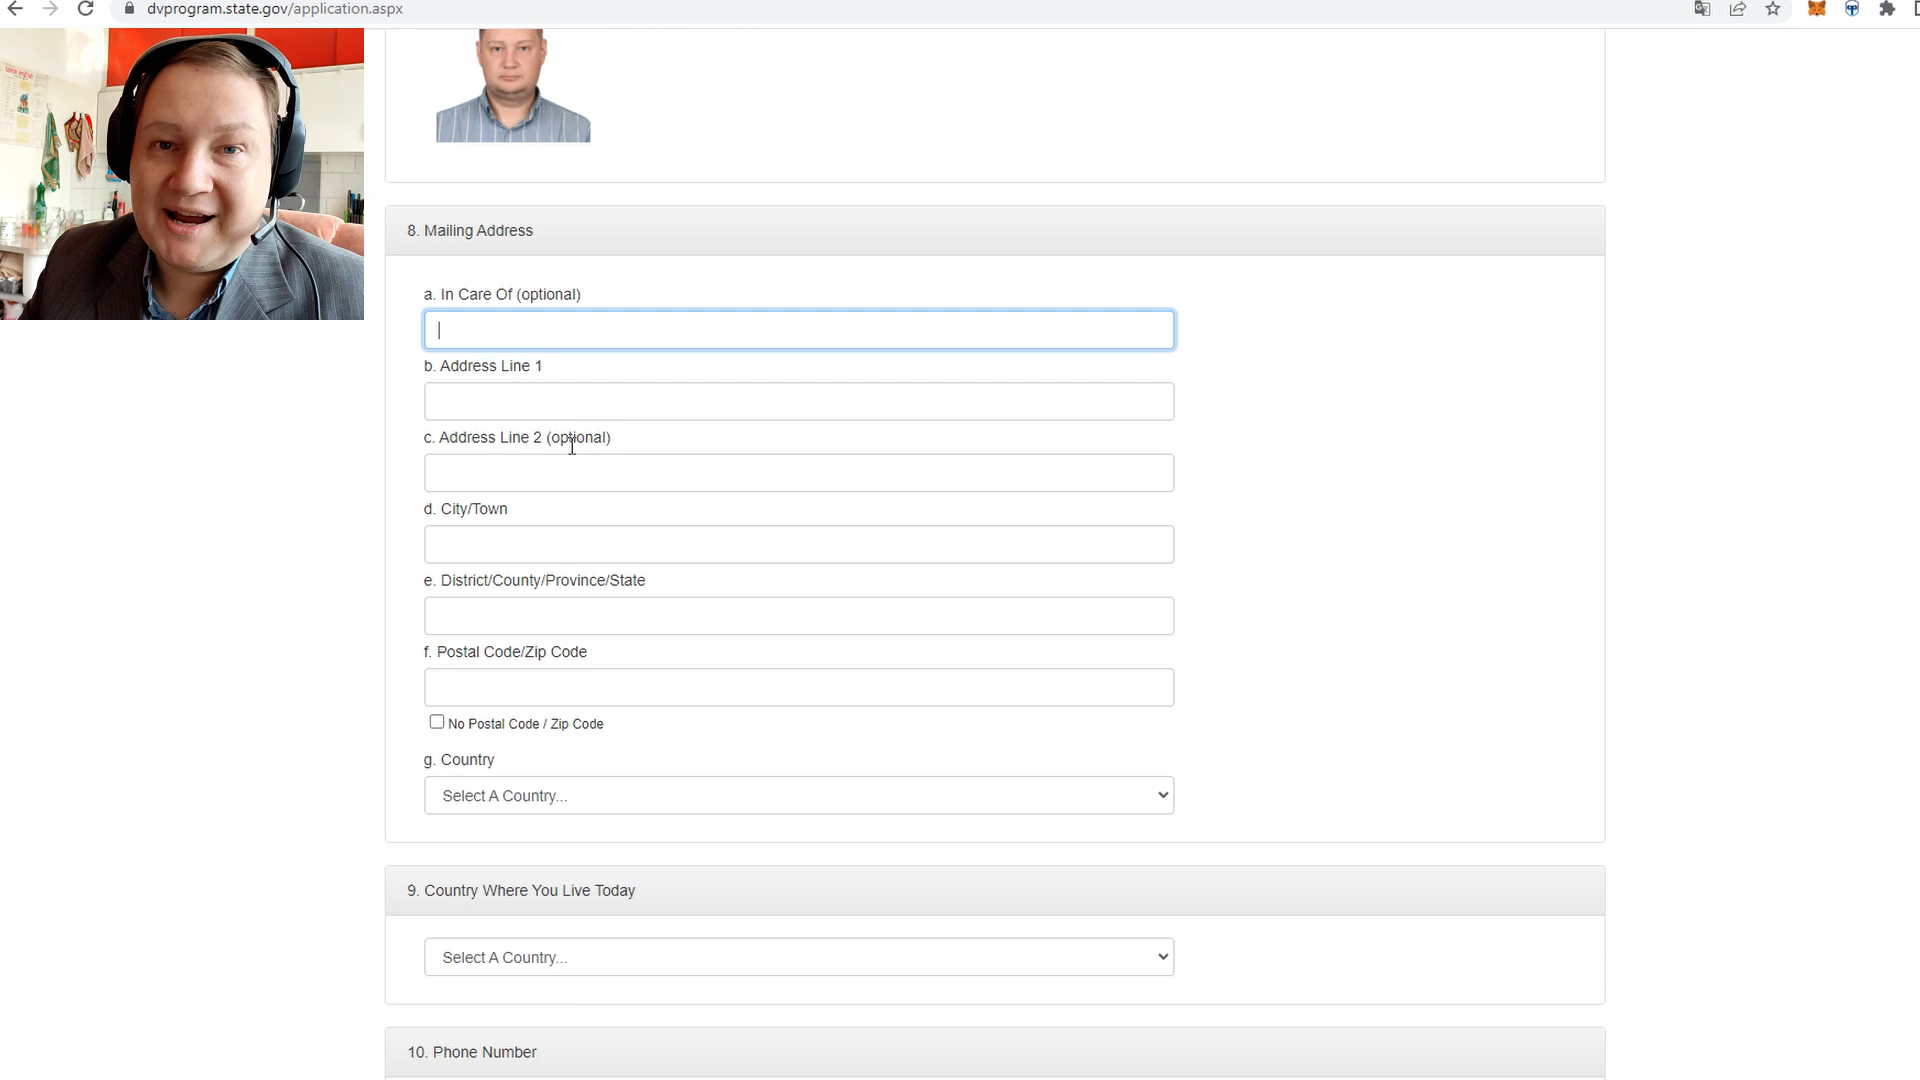 dvprogram.state.gov/application.aspx
8. Mailing Address
a. In Care Of (optional)
b. Address Line 1
c. Address Line 2 (optional)
d. City/Town
e. District/County/Province/State
f. Postal Code/Zip Code
No Postal Code / Zip Code
g. Country
Select A Country...
9. Country Where You Live Today
Select A Country...
10. Phone Number